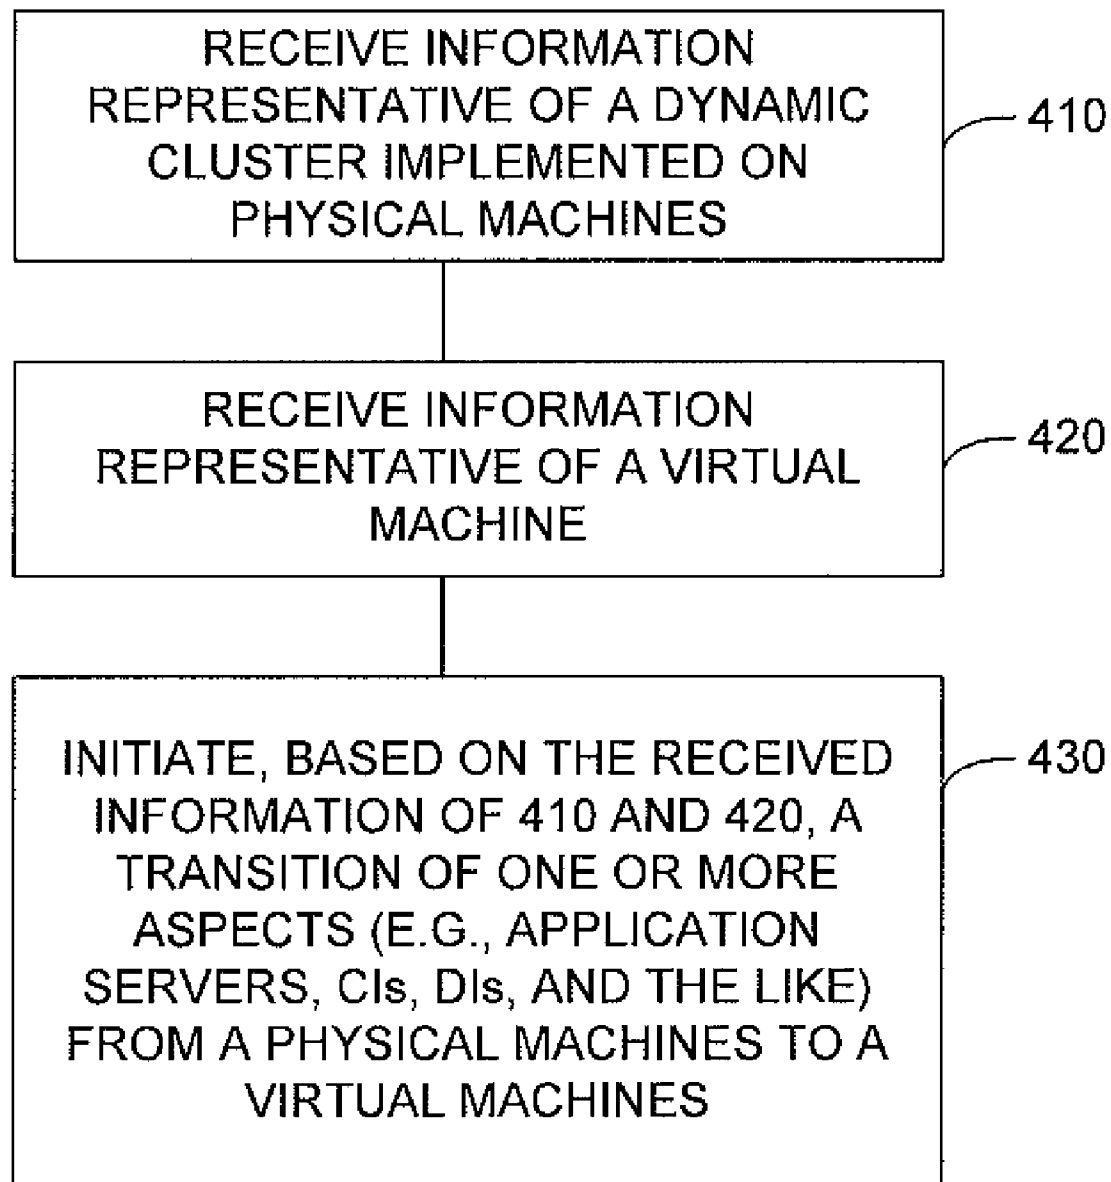 RECEIVE INFORMATION
REPRESENTATIVE OF A DYNAMIC
CLUSTER IMPLEMENTED ON
PHYSICAL MACHINES
410
RECEIVE INFORMATION
REPRESENTATIVE OF A VIRTUAL
MACHINE
420
INITIATE, BASED ON THE RECEIVED
INFORMATION OF 410 AND 420, A
TRANSITION OF ONE OR MORE
ASPECTS (E.G., APPLICATION
SERVERS, CIs, DIs, AND THE LIKE)
FROM A PHYSICAL MACHINES TO A
VIRTUAL MACHINES
430